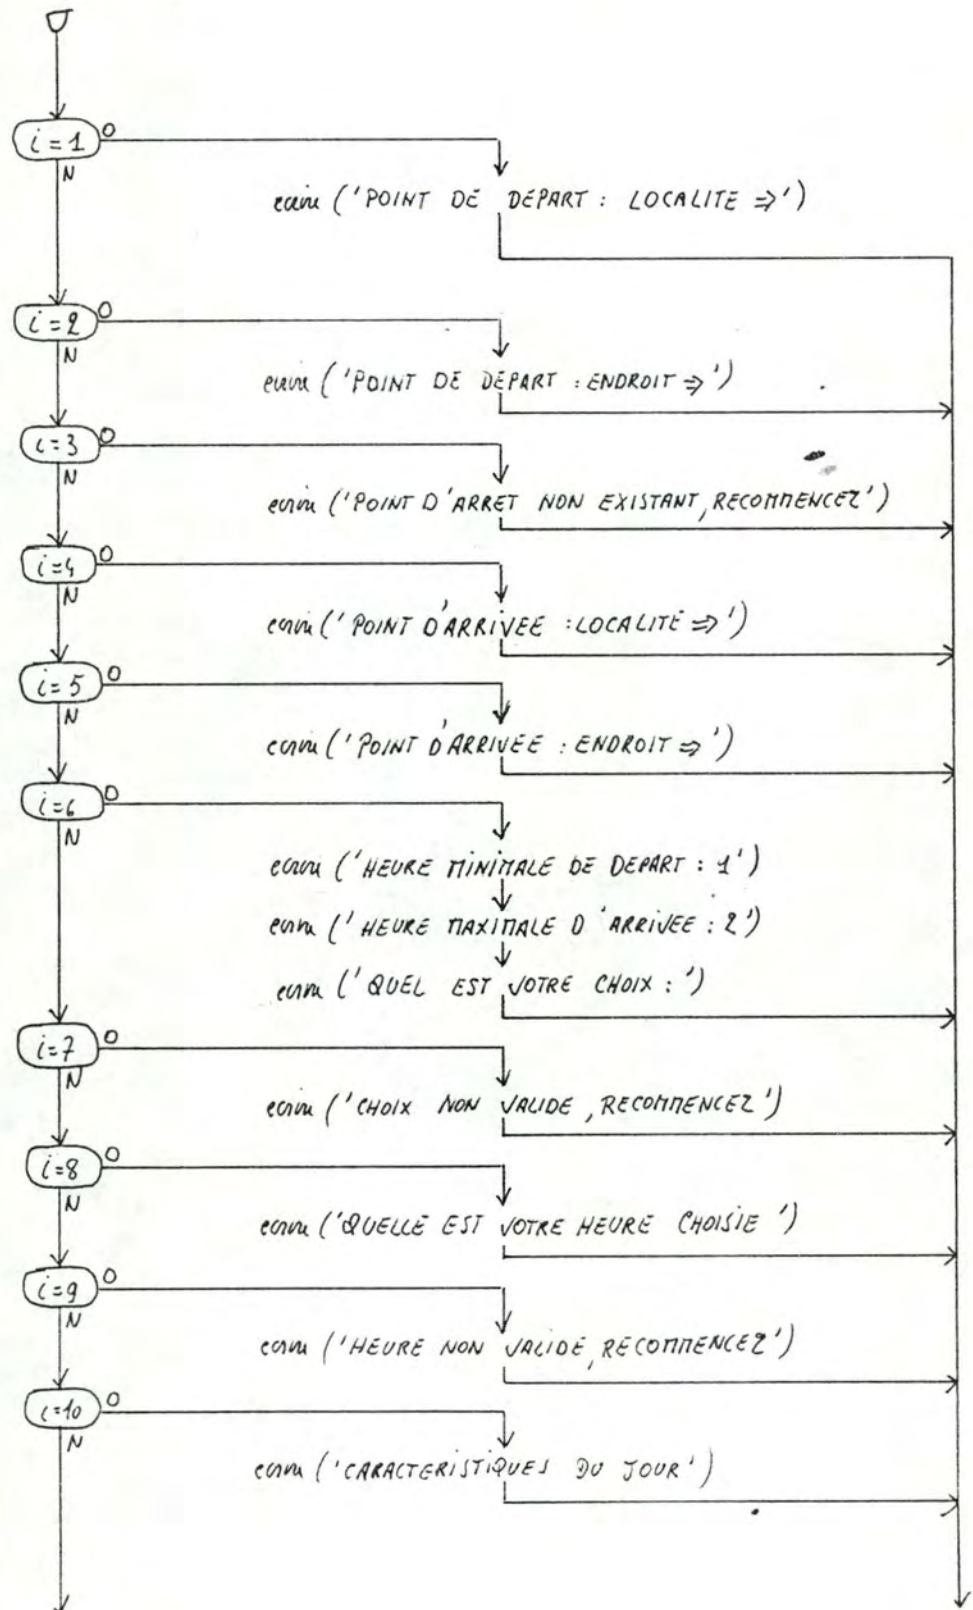 i=1 O
N
ecrire ('POINT DE DEPART : LOCALITE =>')
i=2 O
N
ecrire ('POINT DE DEPART : ENDROIT =>')
i=3 O
N
ecrire ('POINT D'ARRET NON EXISTANT, RECOMMENCEZ')
i=4 O
N
ecrire ('POINT D'ARRIVEE : LOCALITE =>')
i=5 O
N
ecrire ('POINT D'ARRIVEE : ENDROIT =>')
i=6 O
N
ecrire ('HEURE MINIMALE DE DEPART : 1')
ecrire ('HEURE MAXIMALE D'ARRIVEE : 2')
ecrire ('QUEL EST VOTRE CHOIX : ')
i=7 O
N
ecrire ('CHOIX NON VALIDE, RECOMMENCEZ')
i=8 O
N
ecrire ('QUELLE EST VOTRE HEURE CHOISIE ')
i=9 O
N
ecrire ('HEURE NON VALIDE, RECOMMENCEZ')
i=10 O
N
ecrire ('CARACTERISTIQUES DU JOUR')